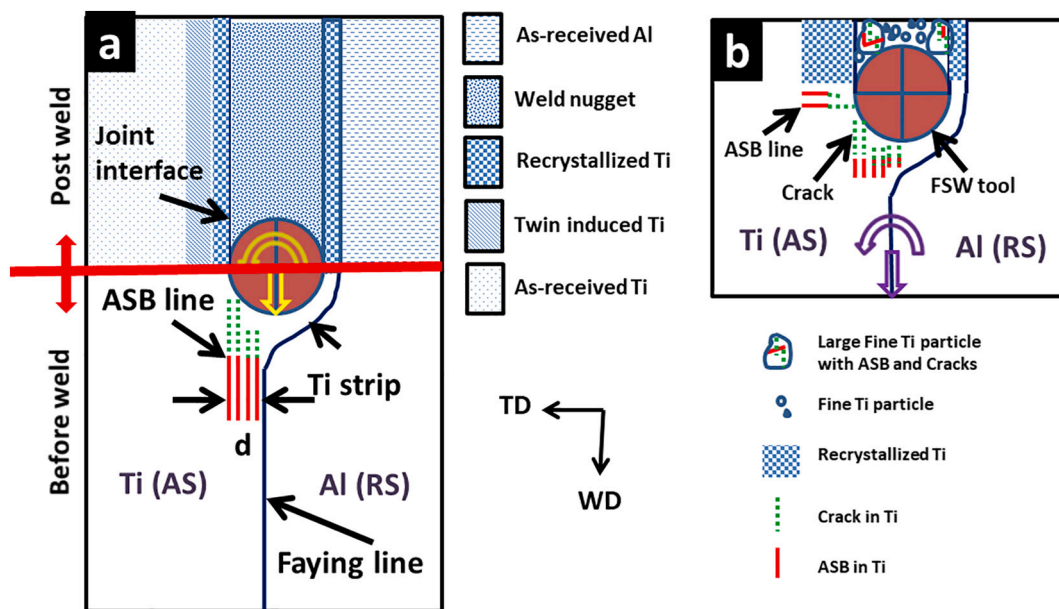 a
Post weld
Before weld
Joint
interface
ASB line
Ti strip
d
Ti (AS)
Al (RS)
Faying line
As-received Al
Weld nugget
Recrystallized Ti
Twin induced Ti
As-received Ti
TD
WD
b
ASB line
Crack
FSW tool
Ti (AS)
Al (RS)
Large Fine Ti particle
with ASB and Cracks
Fine Ti particle
Recrystallized Ti
Crack in Ti
ASB in Ti